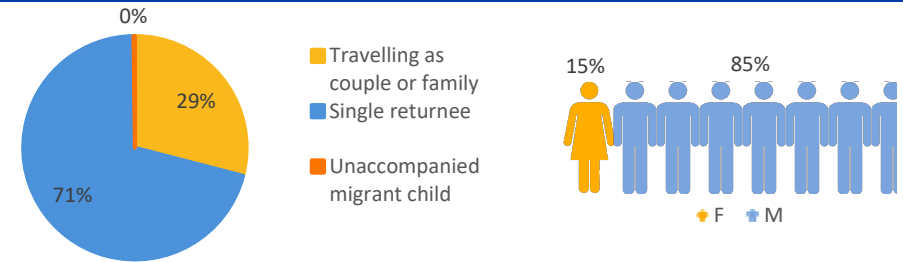 0%
29%
71%
Travelling as
couple or family
Single returnee
Unaccompanied
migrant child
15%
85%
F
M